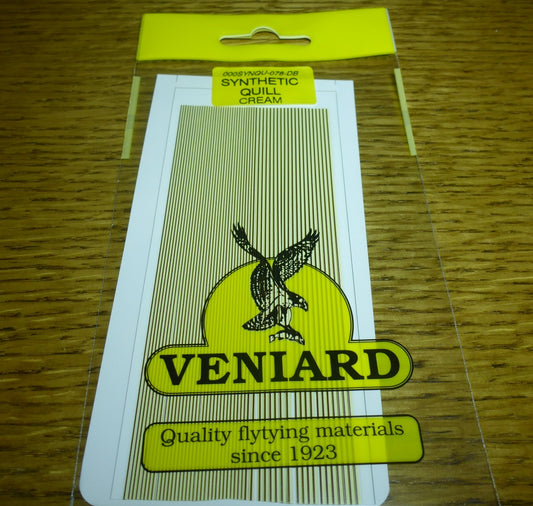 000SYNQU-078-DB
SYNTHETIC
QUILL
CREAM
VENIARD
Quality flytying materials
since 1923